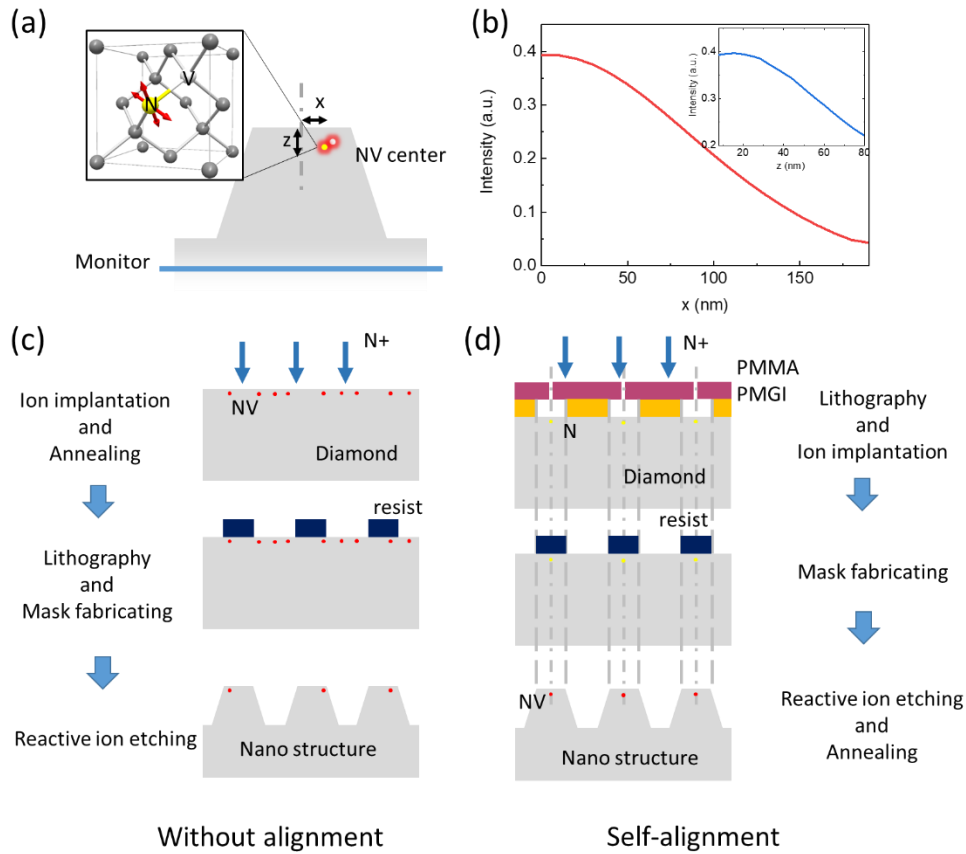 (a)
V
N
x
z
NV center
Monitor
(b)
Intensity (a.u.)
0.4
0.3
0.2
0.1
0.0
0
50
100
150
x (nm)
Intensity (a.u.)
0.4
0.3
0.2
0
20
40
60
80
z (nm)
(c)
N+
Ion implantation
and
Annealing
NV
Diamond
resist
Lithography
and
Mask fabricating
Reactive ion etching
Nano structure
Without alignment
(d)
N+
PMMA
PMGI
N
Diamond
Lithography
and
Ion implantation
resist
Mask fabricating
NV
Nano structure
Reactive ion etching
and
Annealing
Self-alignment